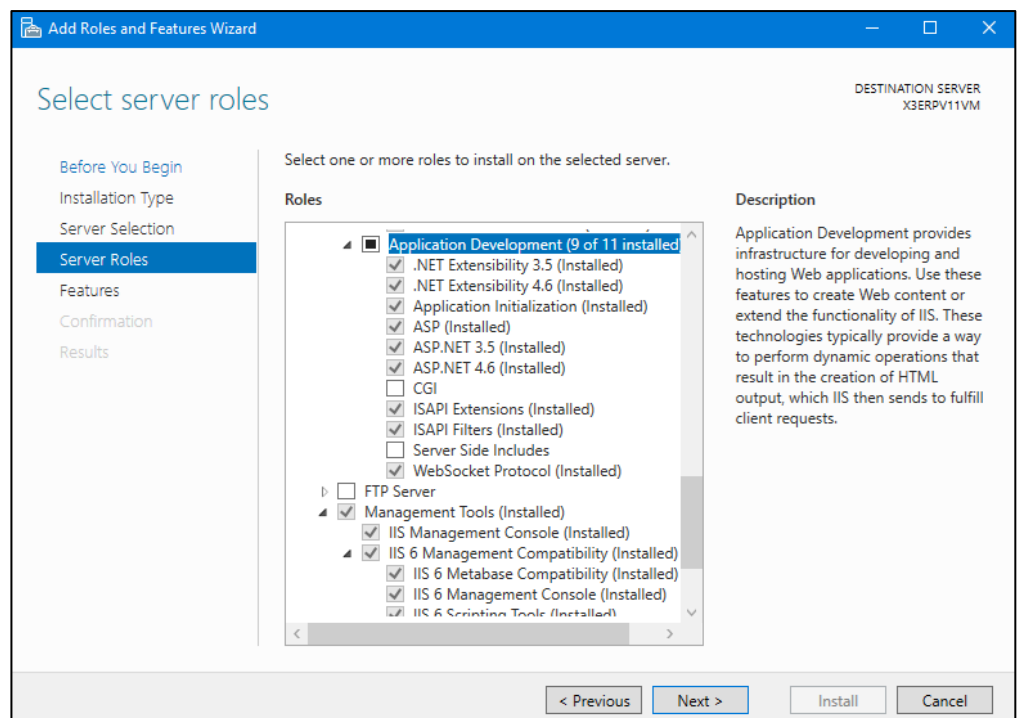 Add Roles and Features Wizard
Select server roles
DESTINATION SERVER
X3ERPV11VM
Before You Begin
Installation Type
Server Selection
Server Roles
Features
Confirmation
Results
Select one or more roles to install on the selected server.
Roles
Application Development (9 of 11 installed
.NET Extensibility 3.5 (Installed)
.NET Extensibility 4.6 (Installed)
Application Initialization (Installed)
ASP (Installed)
ASP.NET 3.5 (Installed)
ASP.NET 4.6 (Installed)
CGI
ISAPI Extensions (Installed)
ISAPI Filters (Installed)
Server Side Includes
WebSocket Protocol (Installed)
FTP Server
Management Tools (Installed)
IIS Management Console (Installed)
IIS 6 Management Compatibility (Installed)
IIS 6 Metabase Compatibility (Installed)
IIS 6 Management Console (Installed)
IIS 6 Scripting Tools (Installed)
Description
Application Development provides
infrastructure for developing and
hosting Web applications. Use these
features to create Web content or
extend the functionality of IIS. These
technologies typically provide a way
to perform dynamic operations that
result in the creation of HTML
output, which IIS then sends to fulfill
client requests.
< Previous
Next >
Install
Cancel